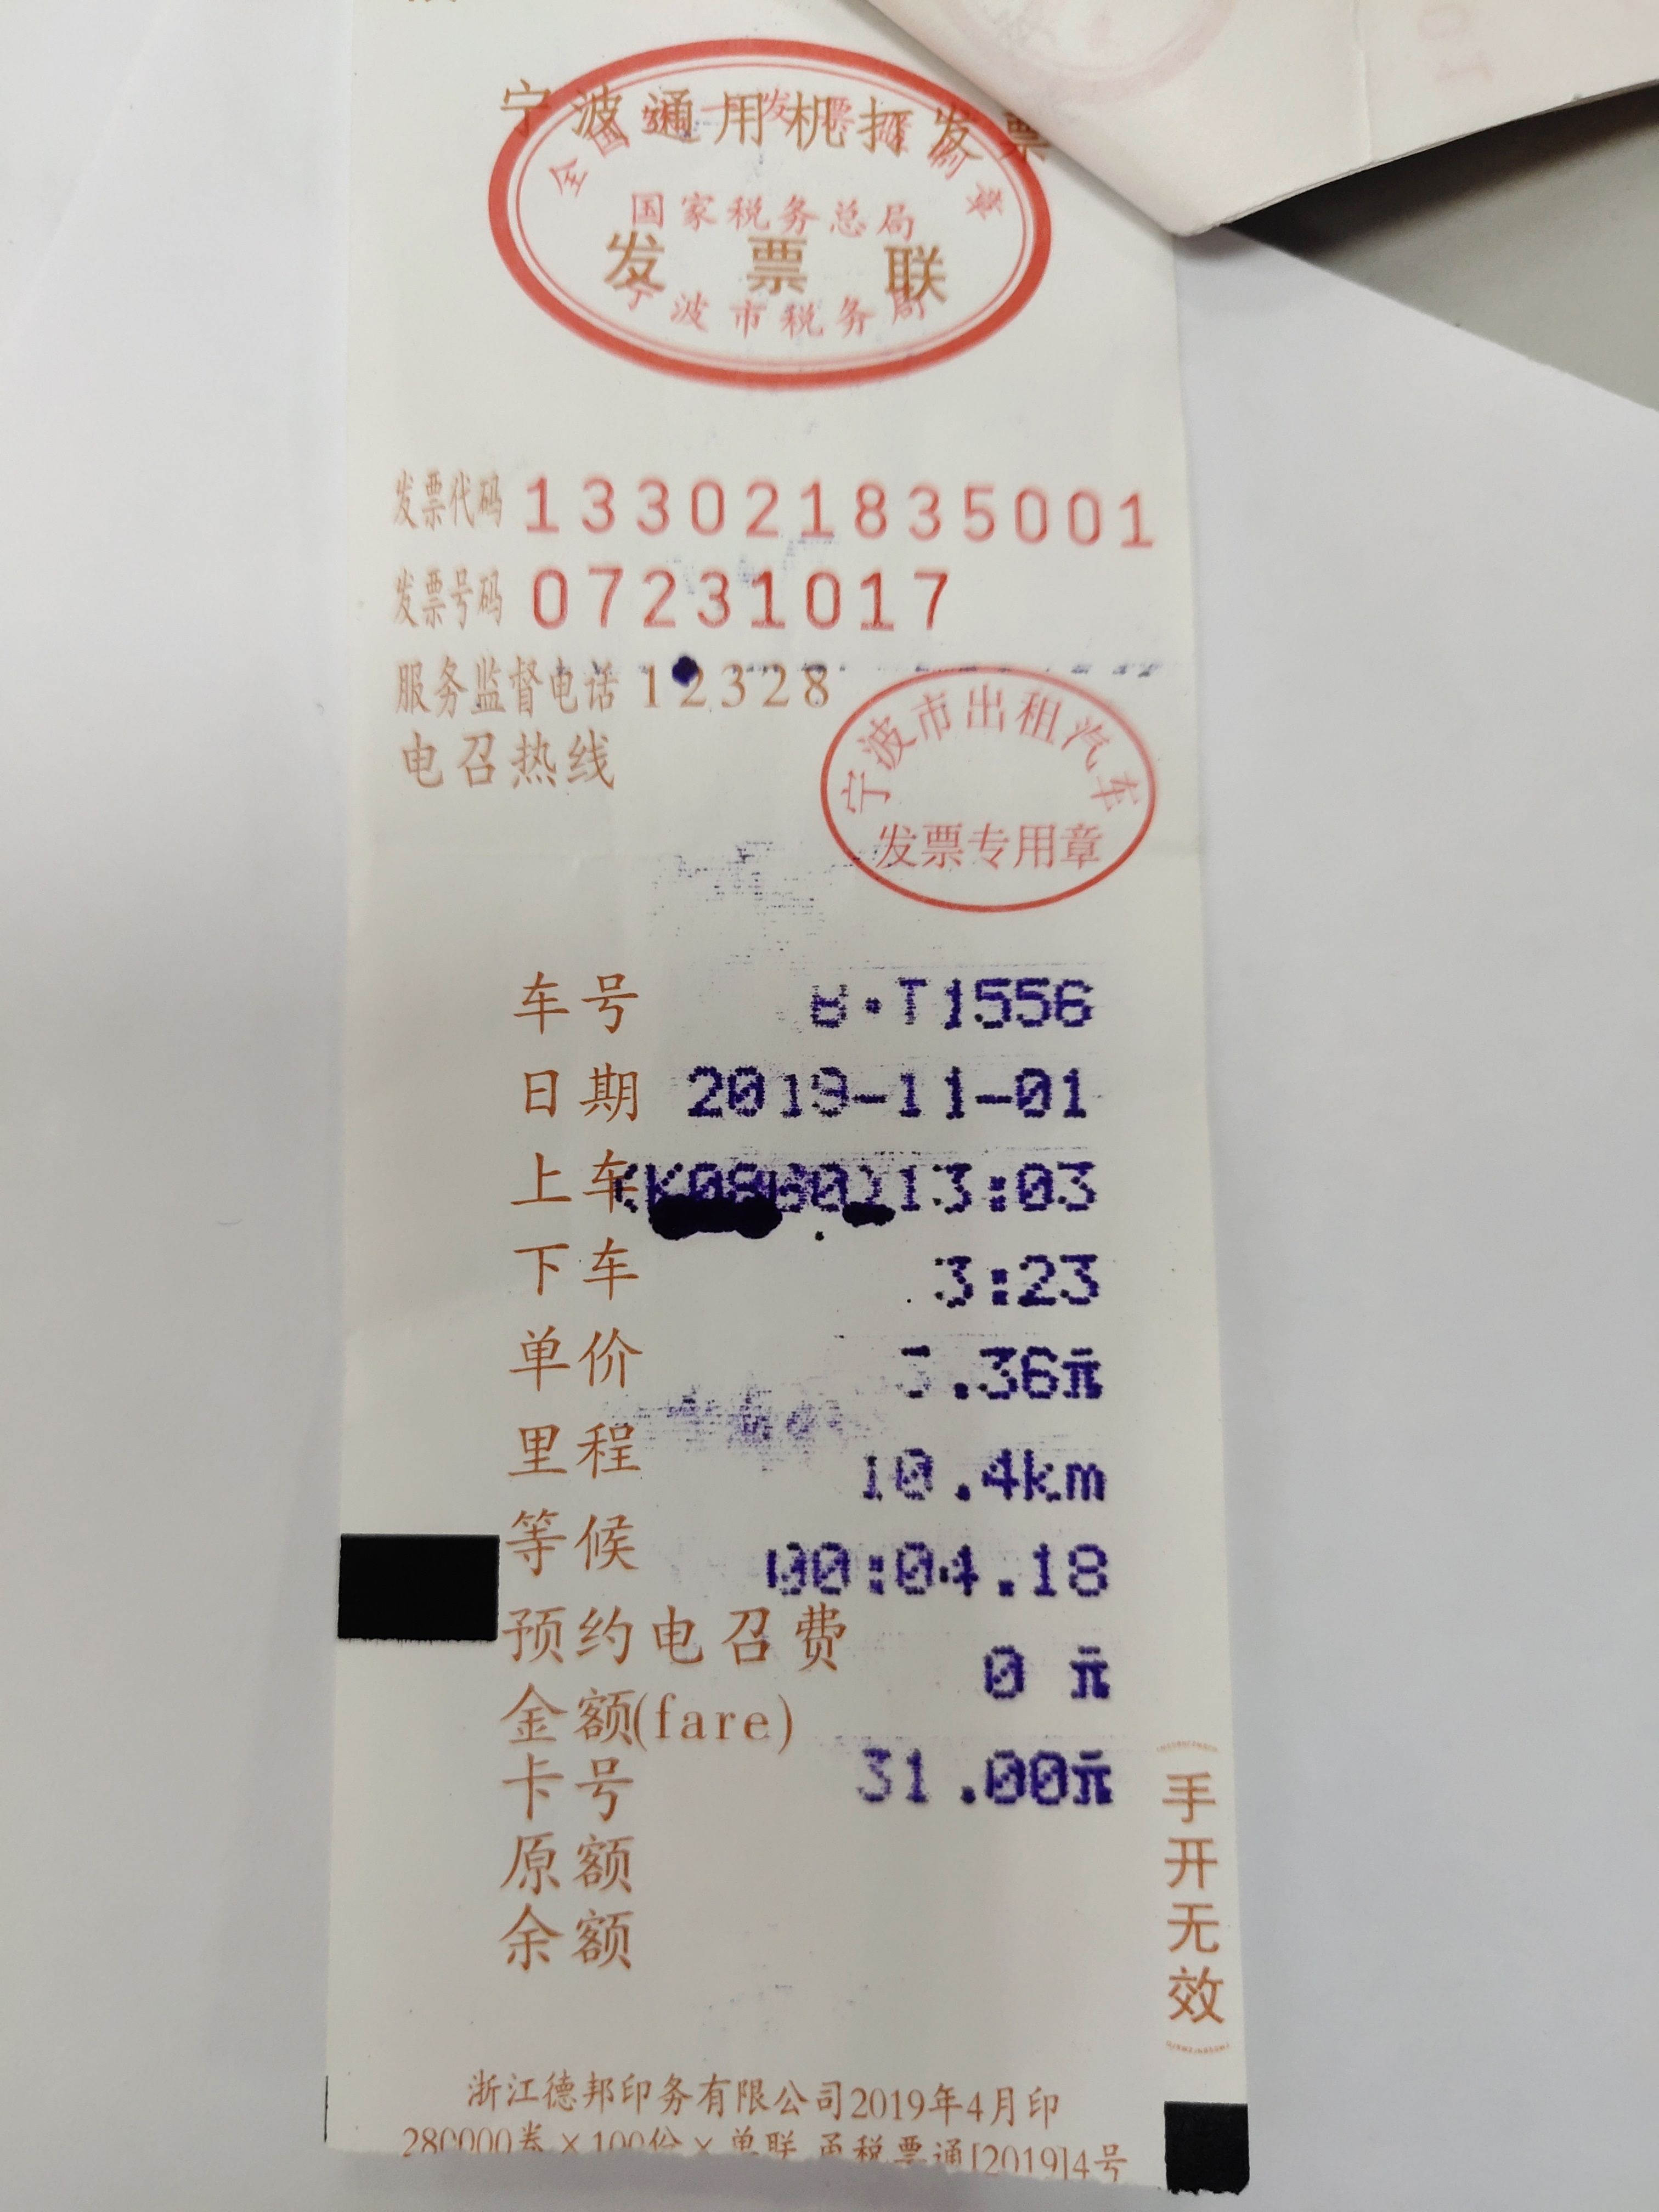 宁波通用机打发票
全国统一发票监制章
国家税务总局
发票联
宁波市税务局
发票代码 133021835001
发票号码 07231017
服务监督电话 12328
电召热线
宁波市出租汽车
发票专用章
车号 B·T1556
日期 2019-11-01
上车 13:03
下车 3:23
单价 3.36元
里程 10.4km
等候 00:04.18
预约电召费 0 元
金额(fare) 31.00元
卡号
原额
余额
(手开无效)
浙江德邦印务有限公司2019年4月印
280000卷×100份×单联 甬税票通[2019]4号